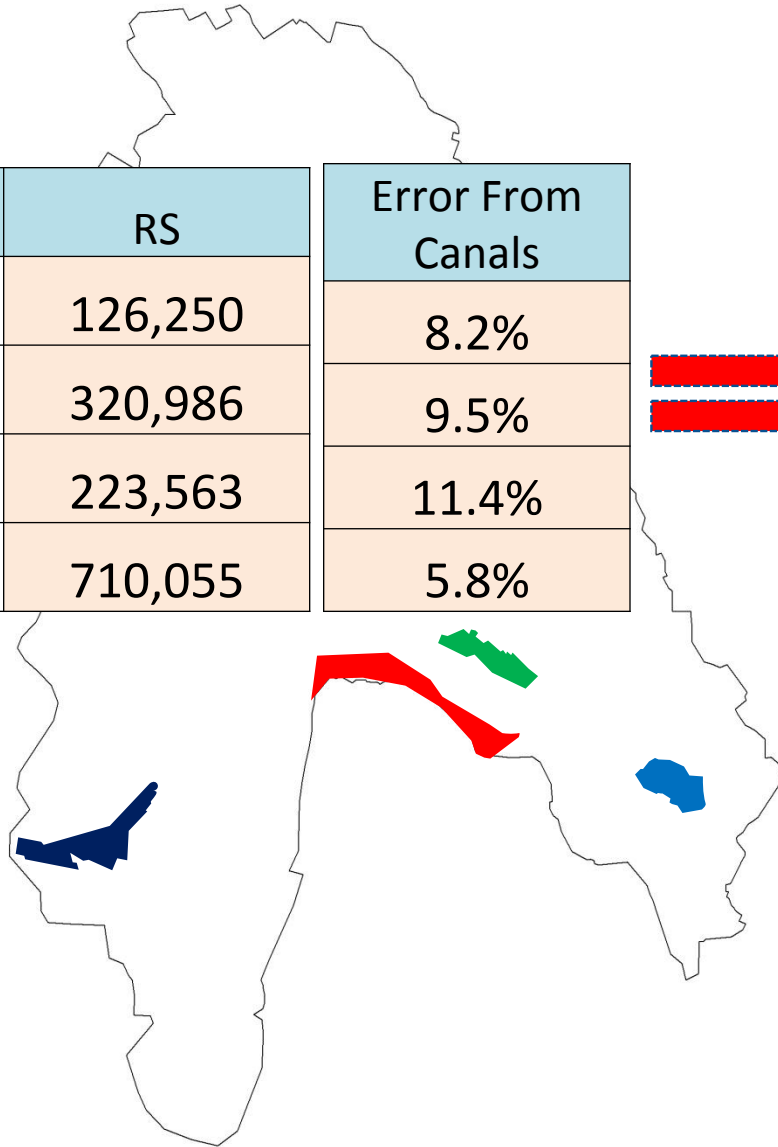 RS
Error From
Canals
126,250
8.2%
320,986
9.5%
223,563
11.4%
710,055
5.8%